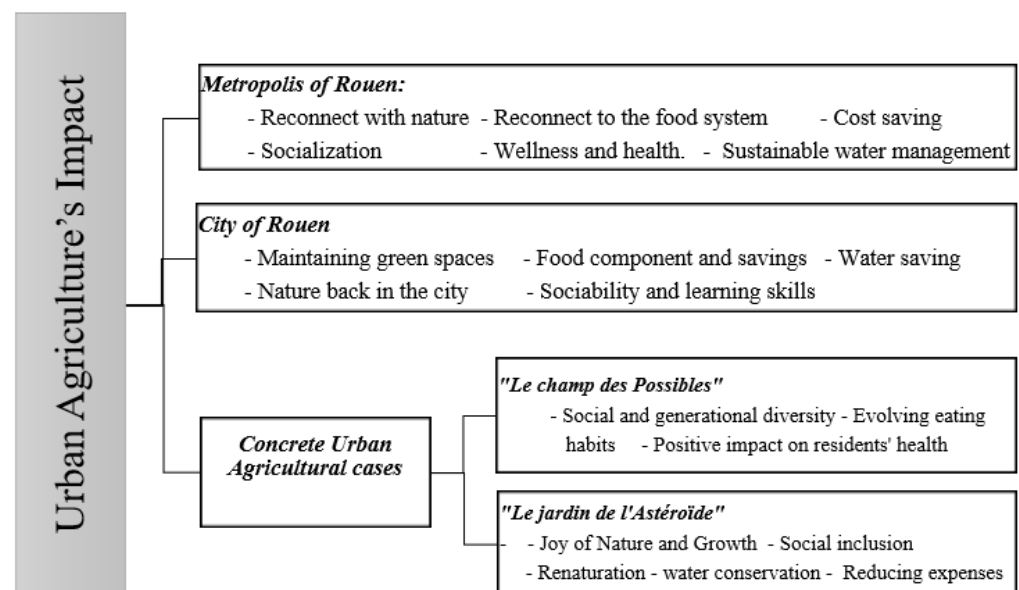 Urban Agriculture's Impact
Metropolis of Rouen:
- Reconnect with nature - Reconnect to the food system - Cost saving
- Socialization - Wellness and health. - Sustainable water management
City of Rouen
- Maintaining green spaces - Food component and savings - Water saving
- Nature back in the city - Sociability and learning skills
Concrete Urban
Agricultural cases
"Le champ des Possibles"
- Social and generational diversity - Evolving eating
habits - Positive impact on residents' health
"Le jardin de l'Astéroïde"
- - Joy of Nature and Growth - Social inclusion
- Renaturation - water conservation - Reducing expenses